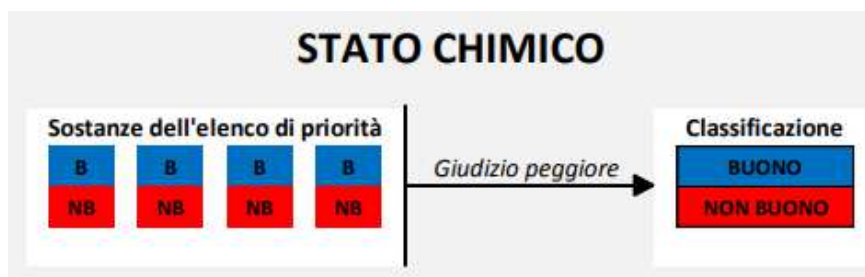 STATO CHIMICO
Sostanze dell'elenco di priorità
B B B B
NB NB NB NB
Giudizio peggiore
Classificazione
BUONO
NON BUONO